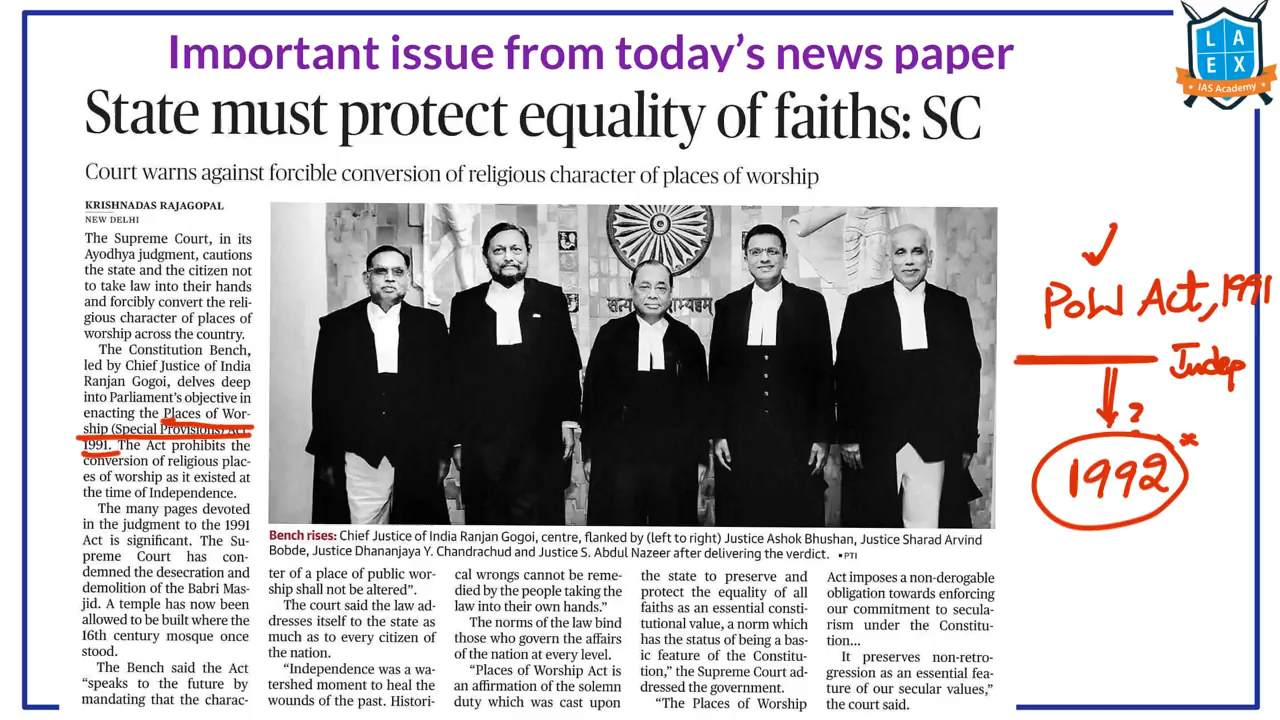 Important issue from today's news paper
L A
E X
IAS Academy
State must protect equality of faiths: SC
Court warns against forcible conversion of religious character of places of worship
KRISHNADAS RAJAGOPAL
NEW DELHI
The Supreme Court, in its
Ayodhya judgment, cautions
the state and the citizen not
to take law into their hands
and forcibly convert the reli-
gious character of places of
worship across the country.
The Constitution Bench,
led by Chief Justice of India
Ranjan Gogoi, delves deep
into Parliament's objective in
enacting the Places of Wor-
ship (Special Provisions) Act,
1991. The Act prohibits the
conversion of religious plac-
es of worship as it existed at
the time of Independence.
The many pages devoted
in the judgment to the 1991
Act is significant. The Su-
preme Court has con-
demned the desecration and
demolition of the Babri Mas-
jid. A temple has now been
allowed to be built where the
16th century mosque once
stood.
The Bench said the Act
“speaks to the future by
mandating that the charac-
Bench rises: Chief Justice of India Ranjan Gogoi, centre, flanked by (left to right) Justice Ashok Bhushan, Justice Sharad Arvind
Bobde, Justice Dhananjaya Y. Chandrachud and Justice S. Abdul Nazeer after delivering the verdict. ▪PTI
ter of a place of public wor-
ship shall not be altered”.
The court said the law ad-
dresses itself to the state as
much as to every citizen of
the nation.
“Independence was a wa-
tershed moment to heal the
wounds of the past. Histori-
cal wrongs cannot be reme-
died by the people taking the
law into their own hands.”
The norms of the law bind
those who govern the affairs
of the nation at every level.
“Places of Worship Act is
an affirmation of the solemn
duty which was cast upon
the state to preserve and
protect the equality of all
faiths as an essential consti-
tutional value, a norm which
has the status of being a bas-
ic feature of the Constitu-
tion,” the Supreme Court ad-
dressed the government.
“The Places of Worship
Act imposes a non-derogable
obligation towards enforcing
our commitment to secula-
rism under the Constitu-
tion...
It preserves non-retro-
gression as an essential fea-
ture of our secular values,”
the court said.
PoW Act, 1991
Indep
?
1992 *